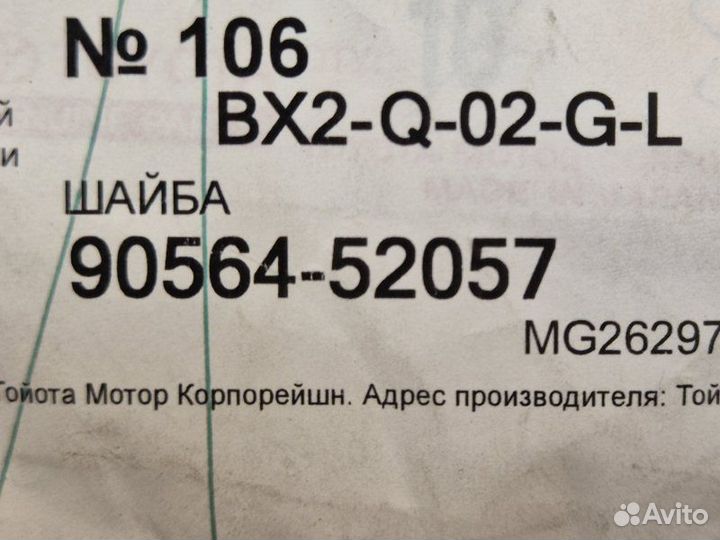 № 106
BX2-Q-02-G-L
й
и
ШАЙБА
90564-52057
MG26297
Тойота Мотор Корпорейшн. Адрес производителя: Той
Avito